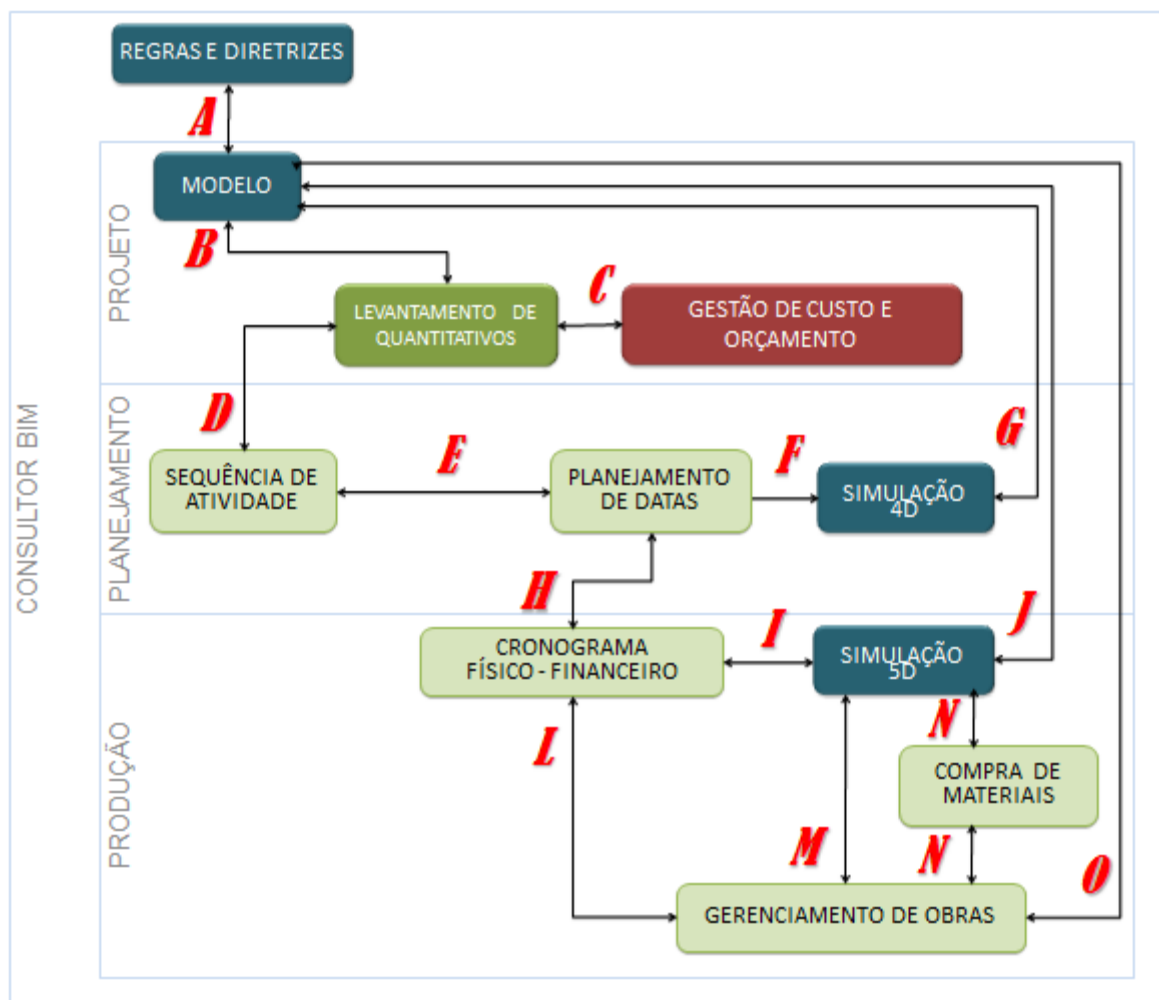 REGRAS E DIRETRIZES
A
MODELO
B
PROJETO
LEVANTAMENTO DE
QUANTITATIVOS
C
GESTÃO DE CUSTO E
ORÇAMENTO
CONSULTOR BIM
PLANEJAMENTO
D
SEQUÊNCIA DE
ATIVIDADE
E
PLANEJAMENTO
DE DATAS
F
SIMULAÇÃO
4D
G
H
PRODUÇÃO
CRONOGRAMA
FÍSICO - FINANCEIRO
I
SIMULAÇÃO
5D
J
L
N
COMPRA DE
MATERIAIS
M
N
O
GERENCIAMENTO DE OBRAS